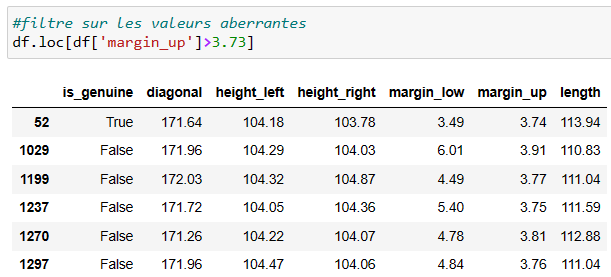 #filtre sur les valeurs aberrantes
df.loc[df['margin_up']>3.73]
is_genuine diagonal height_left height_right margin_low margin_up length
52 True 171.64 104.18 103.78 3.49 3.74 113.94
1029 False 171.96 104.29 104.03 6.01 3.91 110.83
1199 False 172.03 104.32 104.87 4.49 3.77 111.04
1237 False 171.72 104.05 104.36 5.40 3.75 111.59
1270 False 171.26 104.22 104.07 4.78 3.81 112.88
1297 False 171.96 104.47 104.06 4.84 3.76 111.04